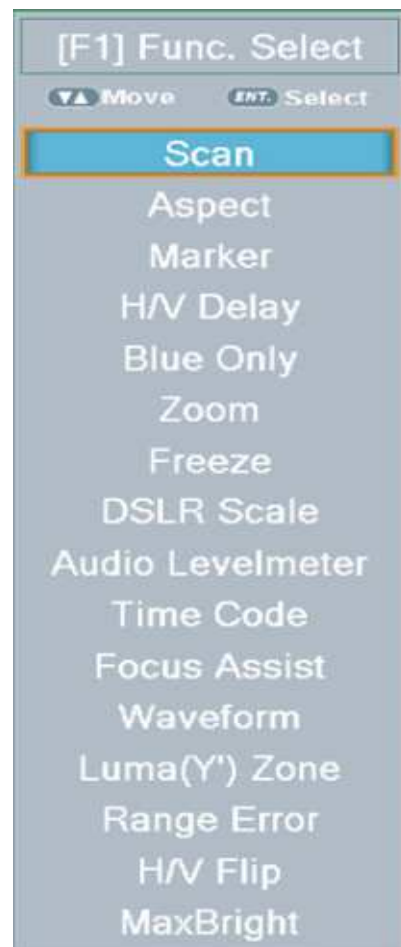 [F1] Func. Select
▼▲ Move ENT. Select
Scan
Aspect
Marker
H/V Delay
Blue Only
Zoom
Freeze
DSLR Scale
Audio Levelmeter
Time Code
Focus Assist
Waveform
Luma(Y') Zone
Range Error
H/V Flip
MaxBright